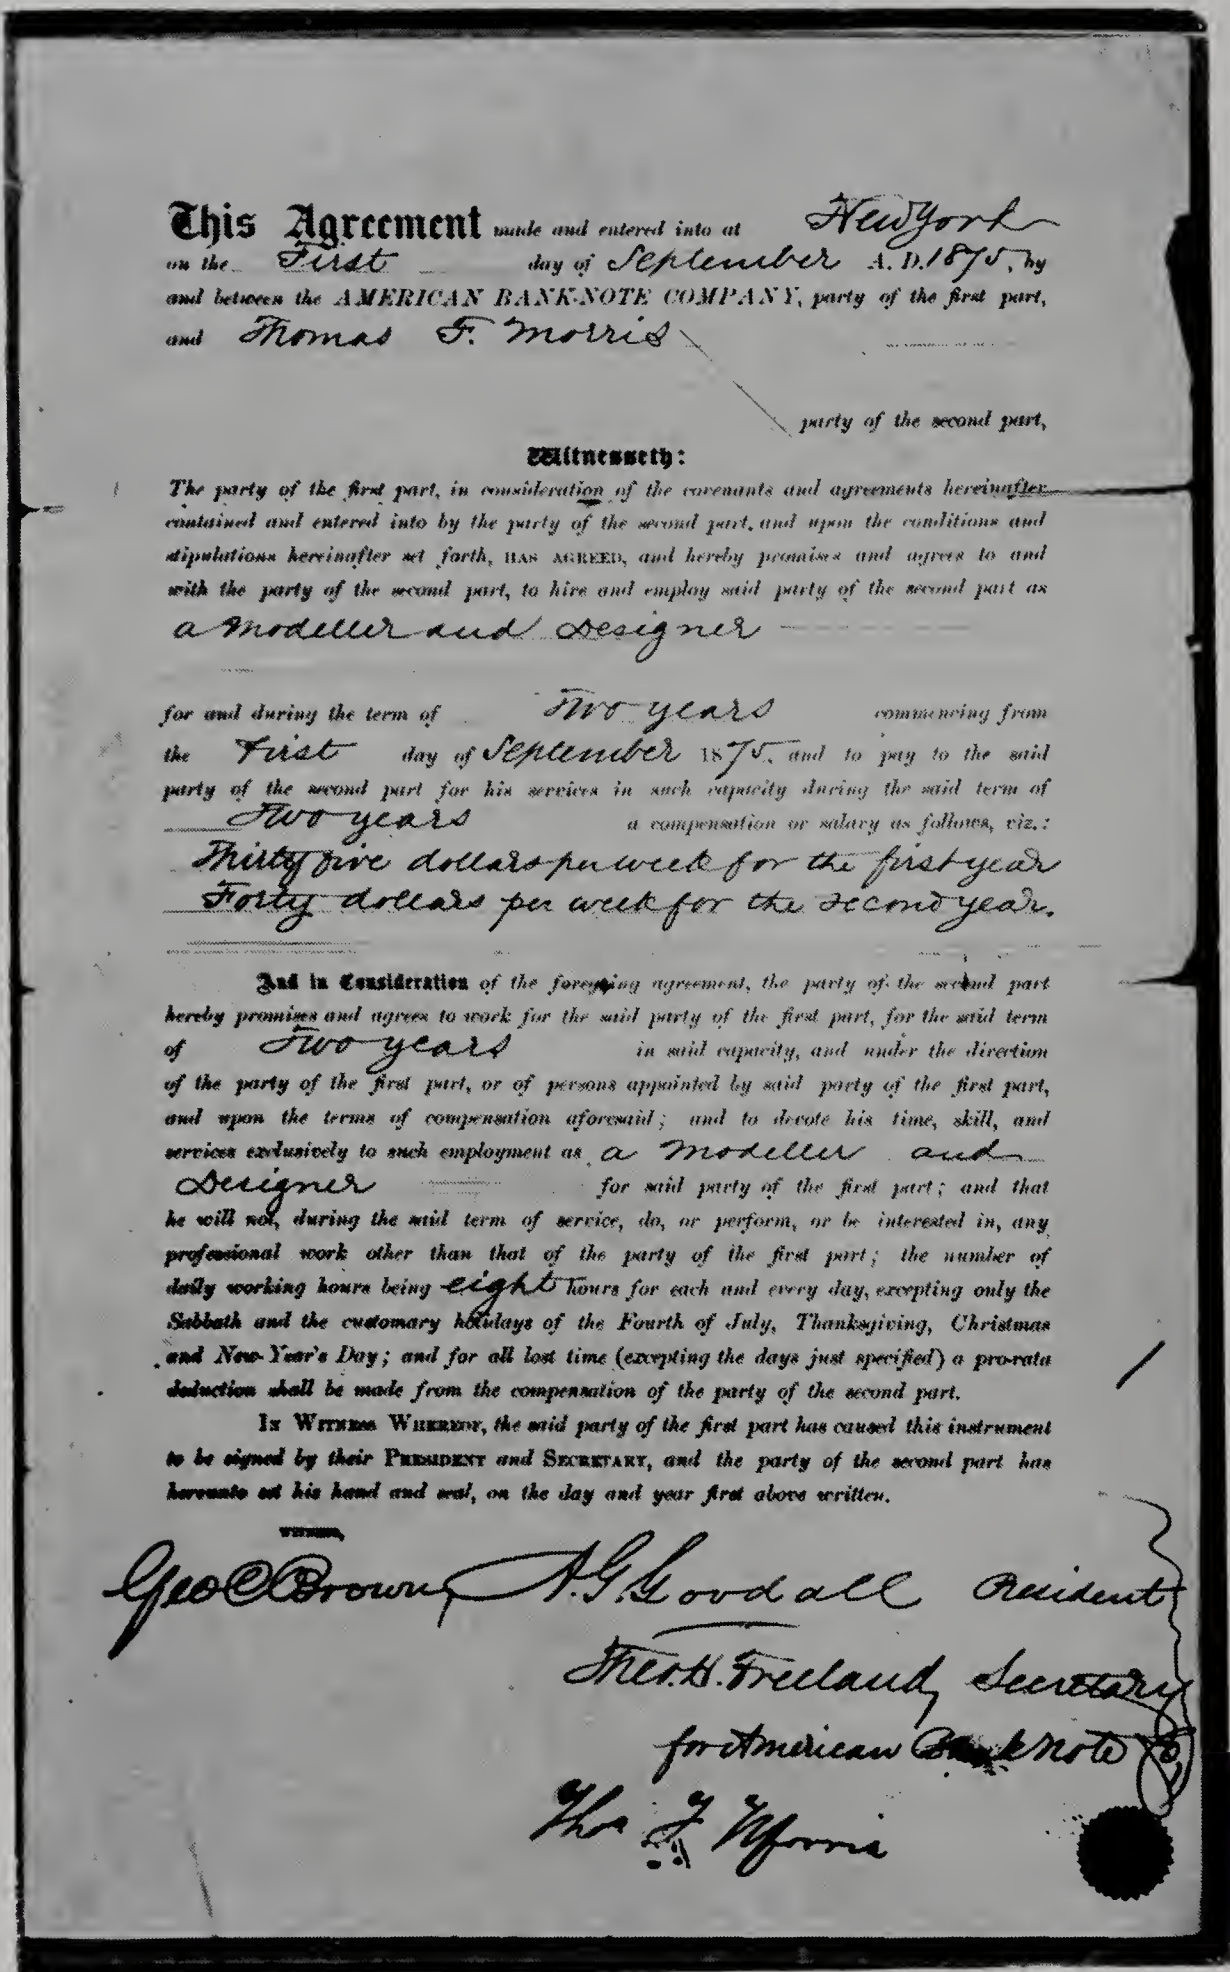 This Agreement made and entered into at New York
on the First day of September A. D. 1875, by
and between the AMERICAN BANK-NOTE COMPANY, party of the first part,
and Thomas F. Morris
party of the second part,
Witnesseth:
The party of the first part, in consideration of the covenants and agreements hereinafter
contained and entered into by the party of the second part, and upon the conditions and
stipulations hereinafter set forth, HAS AGREED, and hereby promises and agrees to and
with the party of the second part, to hire and employ said party of the second part as
a Modeller and Designer
for and during the term of Two years commencing from
the First day of September 1875, and to pay to the said
party of the second part for his services in such capacity during the said term of
Two years a compensation or salary as follows, viz.:
Thirty five dollars per week for the first year
Forty dollars per week for the second year.
And in Consideration of the foregoing agreement, the party of the second part
hereby promises and agrees to work for the said party of the first part, for the said term
of Two years in said capacity, and under the direction
of the party of the first part, or of persons appointed by said party of the first part,
and upon the terms of compensation aforesaid; and to devote his time, skill, and
services exclusively to such employment as a Modeller and
Designer for said party of the first part; and that
he will not, during the said term of service, do, or perform, or be interested in, any
professional work other than that of the party of the first part; the number of
daily working hours being eight hours for each and every day, excepting only the
Sabbath and the customary holidays of the Fourth of July, Thanksgiving, Christmas
and New-Year's Day; and for all lost time (excepting the days just specified) a pro-rata
deduction shall be made from the compensation of the party of the second part.
IN WITNESS WHEREOF, the said party of the first part has caused this instrument
to be signed by their PRESIDENT and SECRETARY, and the party of the second part has
hereunto set his hand and seal, on the day and year first above written.
WITNESS,
Geo C Brown A. G. Goodall President
Theo. H. Freeland, Secretary
for American Bank Note Co,
Tho F Morris